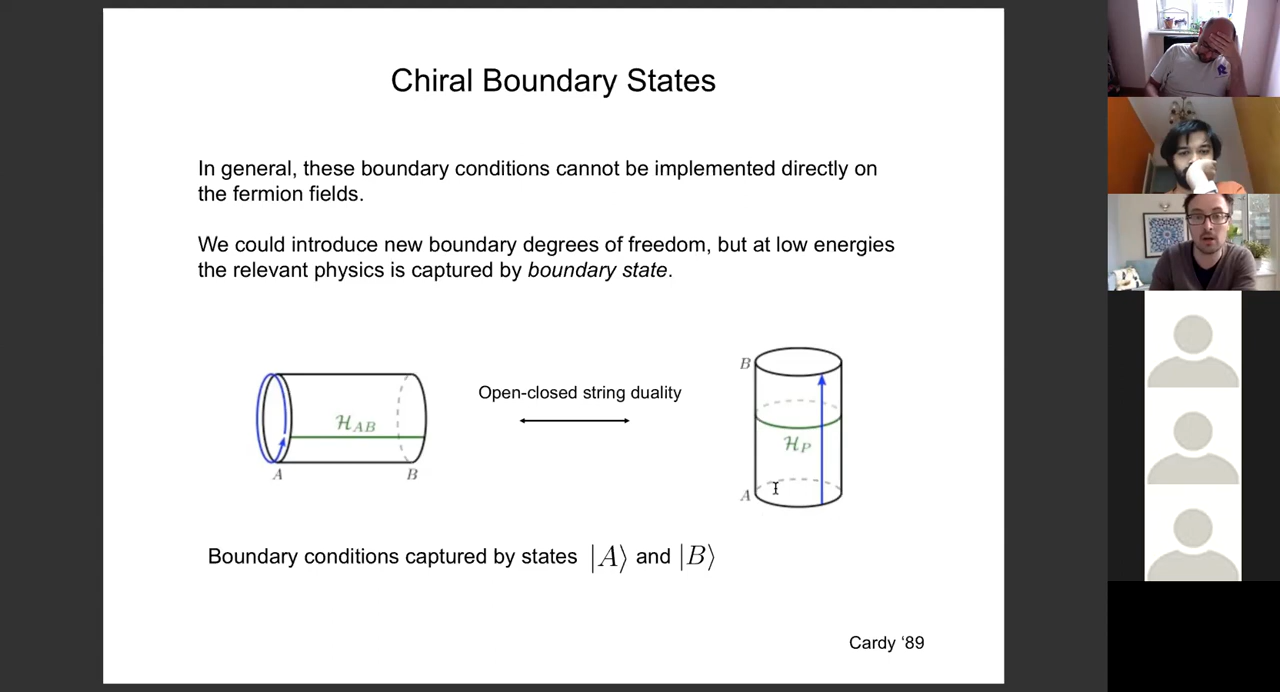 Chiral Boundary States
In general, these boundary conditions cannot be implemented directly on
the fermion fields.
We could introduce new boundary degrees of freedom, but at low energies
the relevant physics is captured by boundary state.
Open-closed string duality
H_AB
A
B
B
H_P
A
Boundary conditions captured by states |A⟩ and |B⟩
Cardy ‘89